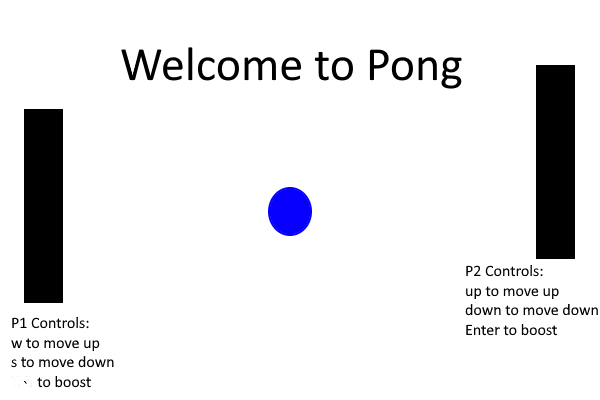 Welcome to Pong
P1 Controls:
w to move up
s to move down
to boost
P2 Controls:
up to move up
down to move down
Enter to boost